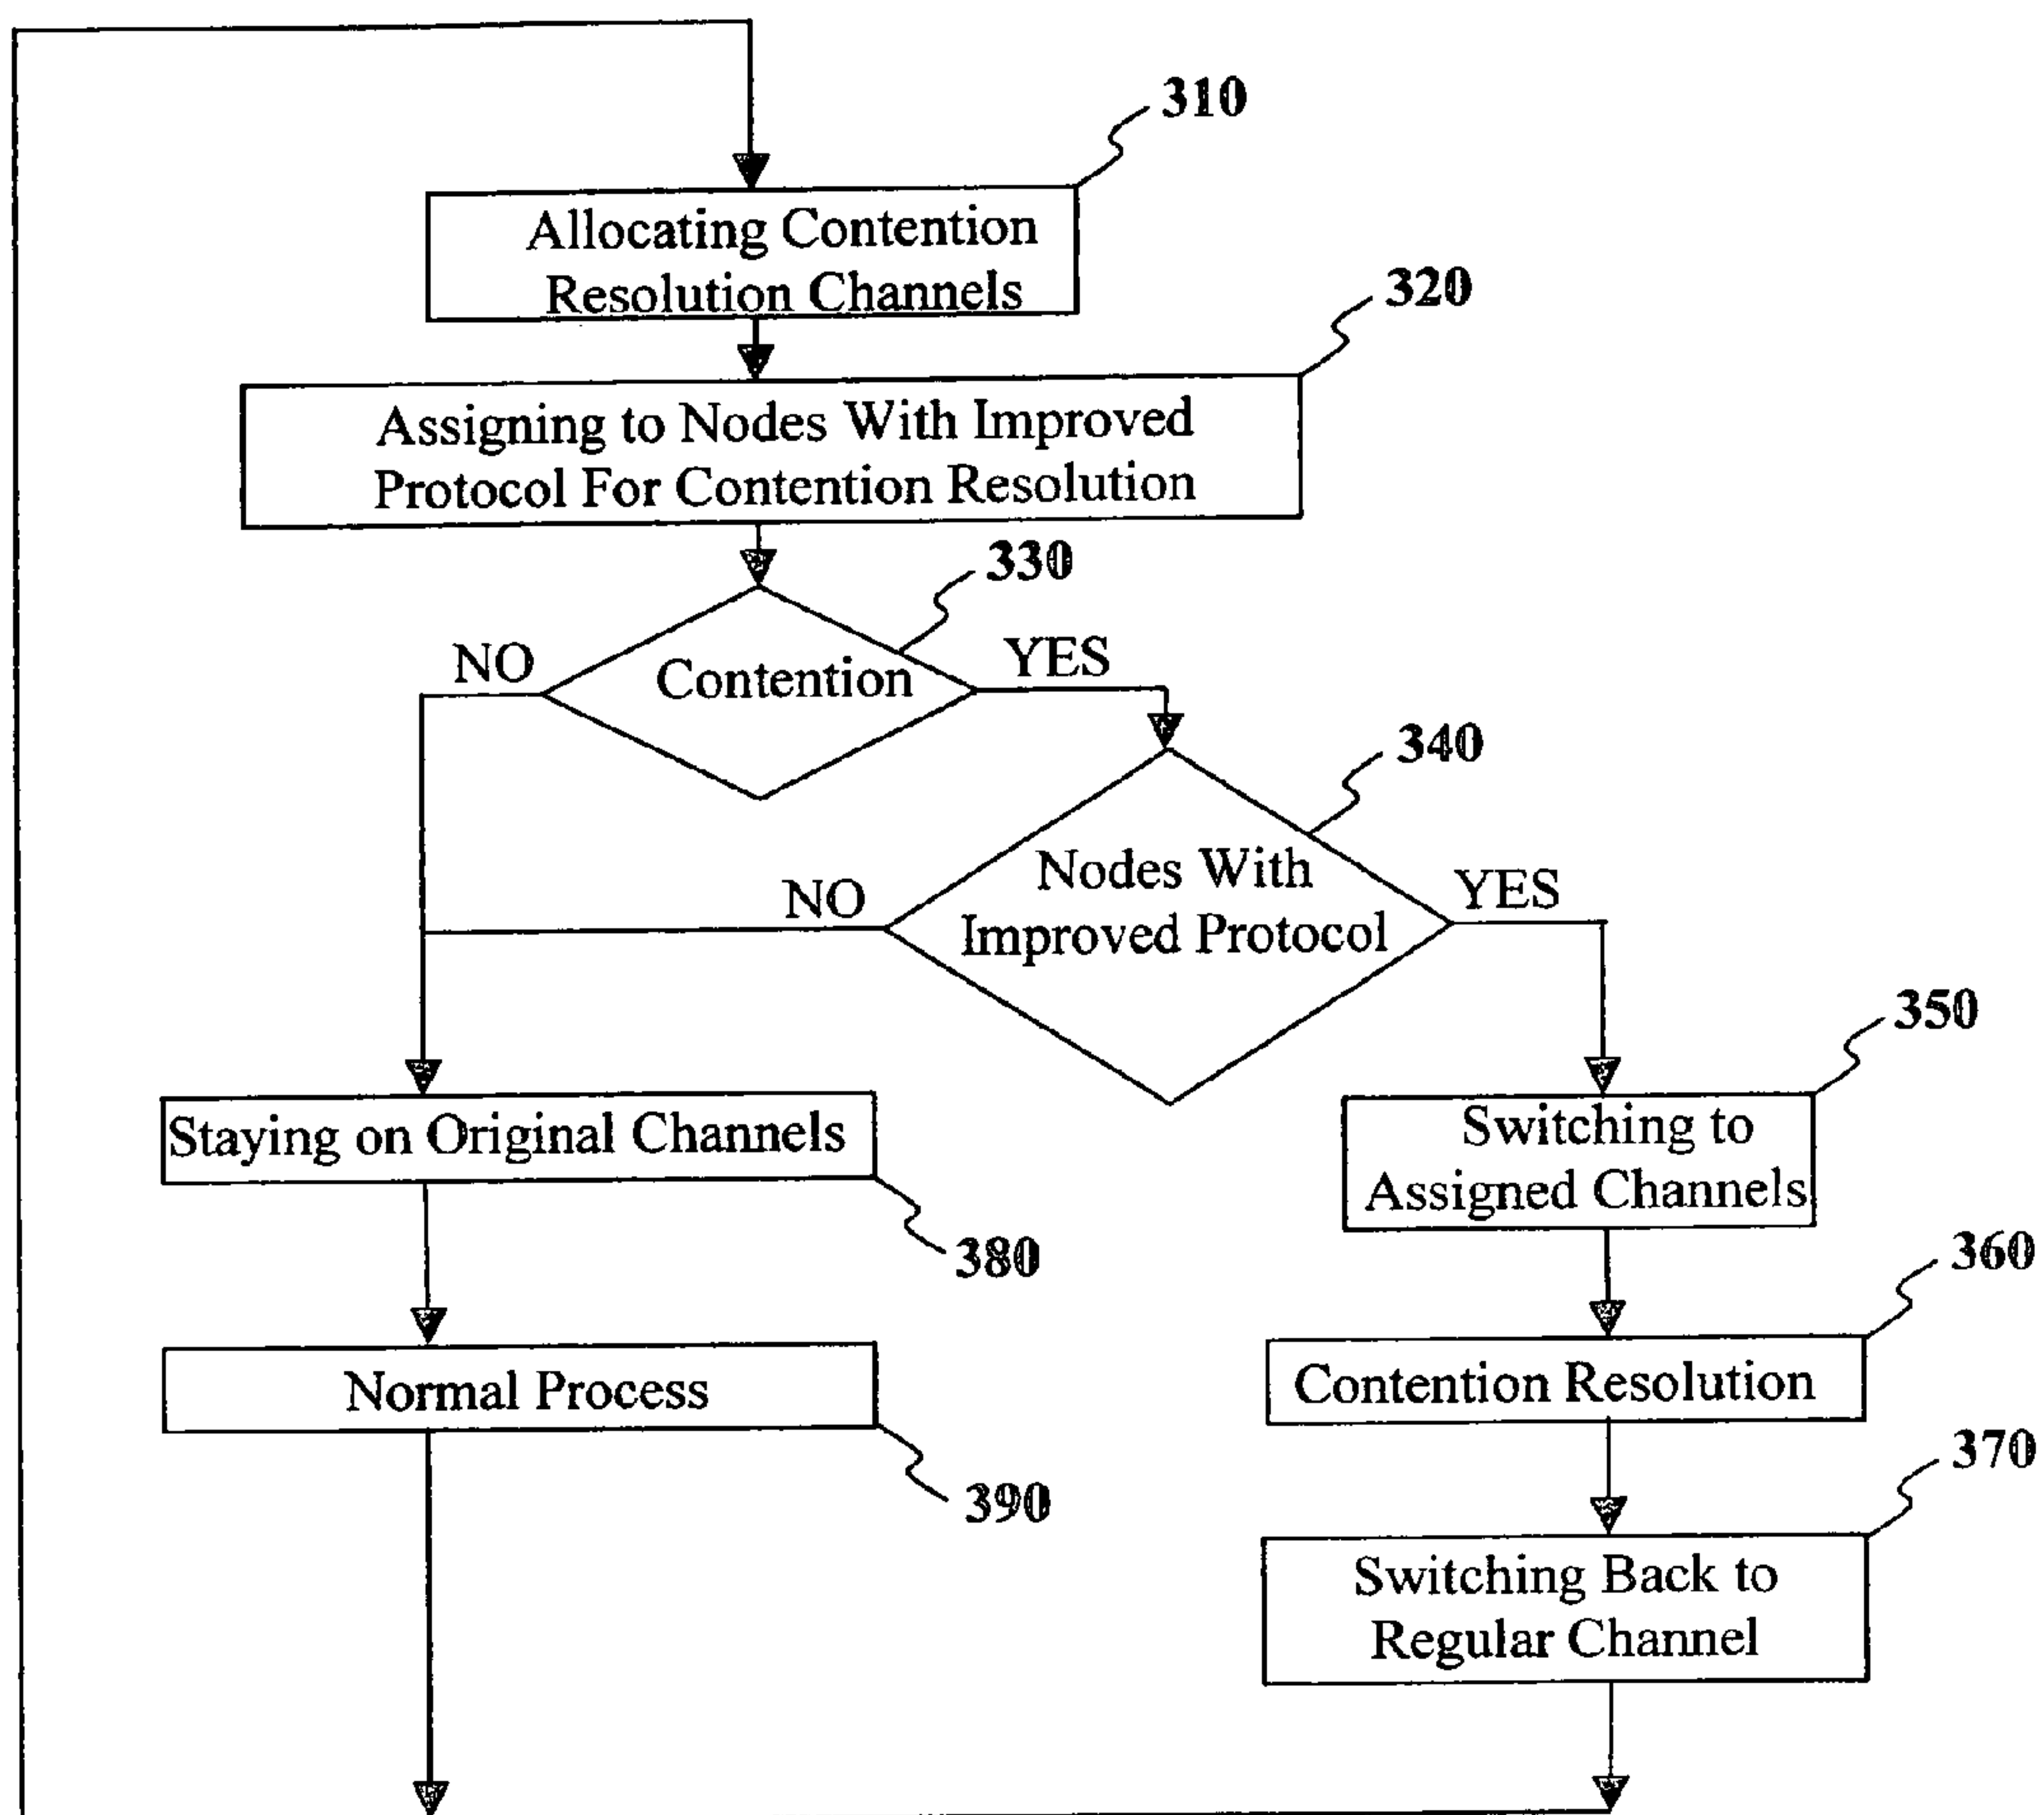 310
Allocating Contention
Resolution Channels
320
Assigning to Nodes With Improved
Protocol For Contention Resolution
330
NO
YES
Contention
340
Nodes With
Improved Protocol
NO
YES
350
Staying on Original Channels
Switching to
Assigned Channels
380
360
Normal Process
Contention Resolution
390
370
Switching Back to
Regular Channel